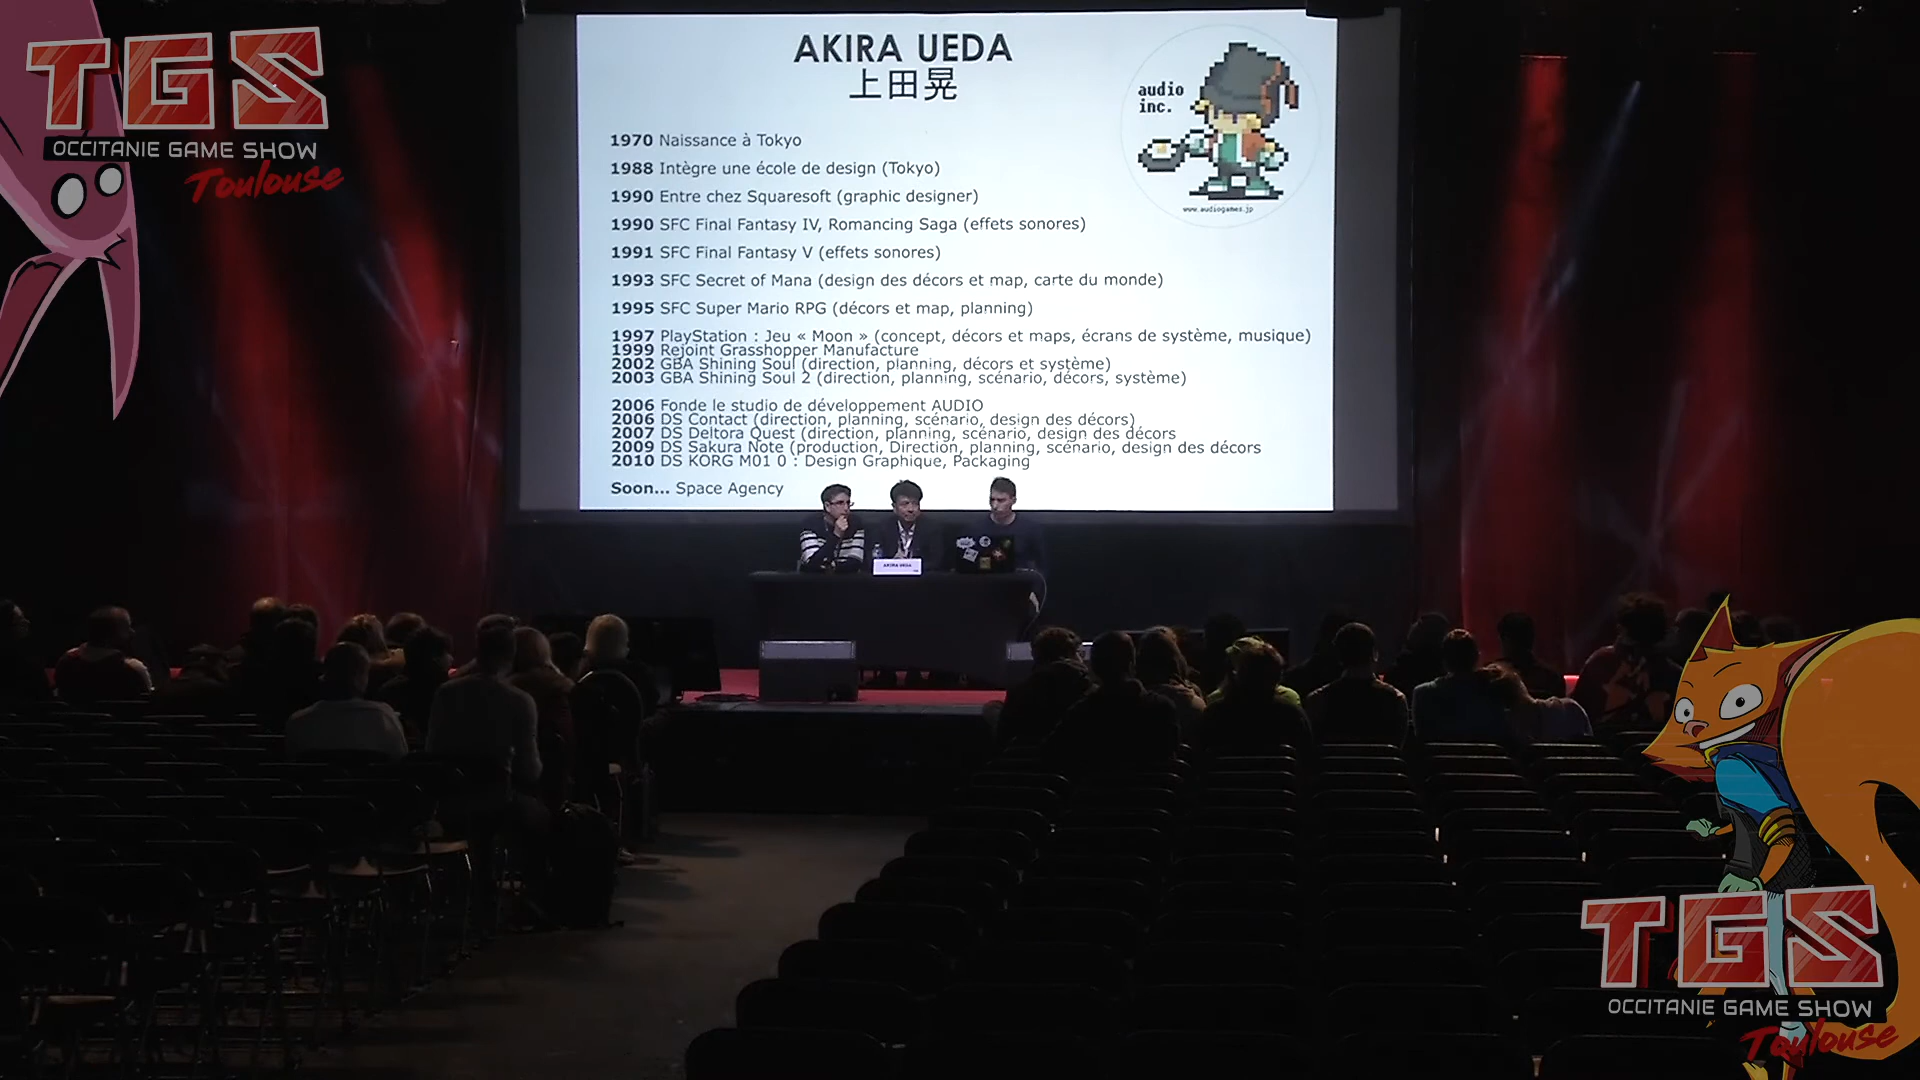 TGS
OCCITANIE GAME SHOW
Toulouse
AKIRA UEDA
上田晃
audio
inc.
www.audiogames.jp
1970 Naissance à Tokyo
1988 Intègre une école de design (Tokyo)
1990 Entre chez Squaresoft (graphic designer)
1990 SFC Final Fantasy IV, Romancing Saga (effets sonores)
1991 SFC Final Fantasy V (effets sonores)
1993 SFC Secret of Mana (design des décors et map, carte du monde)
1995 SFC Super Mario RPG (décors et map, planning)
1997 PlayStation : Jeu « Moon » (concept, décors et maps, écrans de système, musique)
1999 Rejoint Grasshopper Manufacture
2002 GBA Shining Soul (direction, planning, décors et système)
2003 GBA Shining Soul 2 (direction, planning, scénario, décors, système)
2006 Fonde le studio de développement AUDIO
2006 DS Contact (direction, planning, scénario, design des décors)
2007 DS Deltora Quest (direction, planning, scénario, design des décors
2009 DS Sakura Note (production, Direction, planning, scénario, design des décors
2010 DS KORG M01 0 : Design Graphique, Packaging
Soon... Space Agency
AKIRA UEDA
TGS
OCCITANIE GAME SHOW
Toulouse